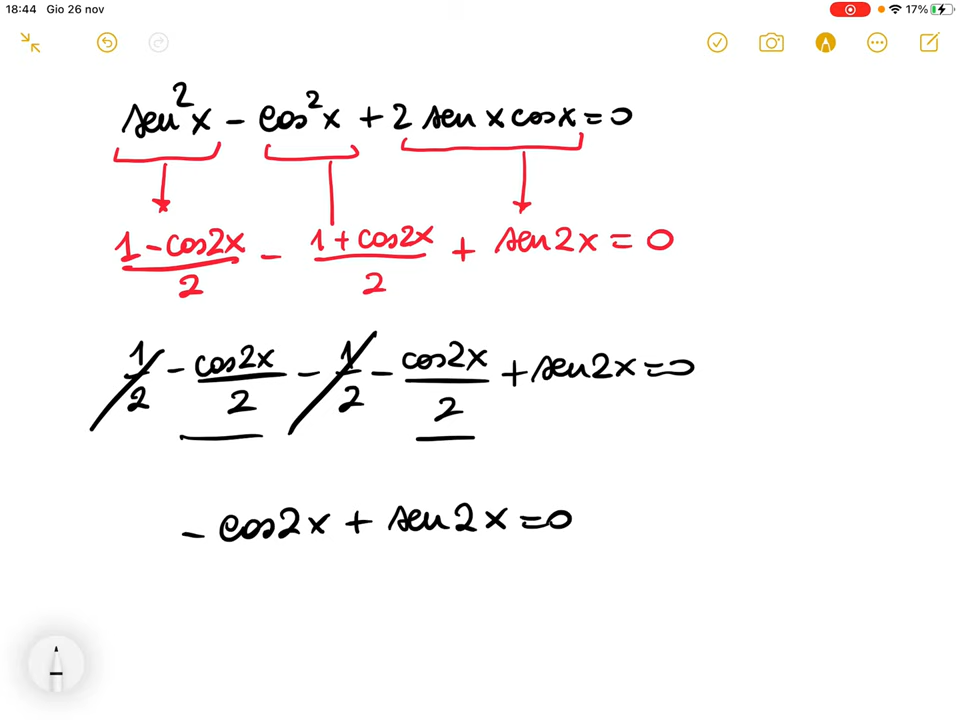 18:44 Gio 26 nov 17%
sen²x - cos²x + 2 sen x cosx = 0
1 - cos2x / 2 - 1 + cos2x / 2 + sen2x = 0
1/2 - cos2x/2 - 1/2 - cos2x/2 + sen2x = 0
- cos2x + sen2x = 0